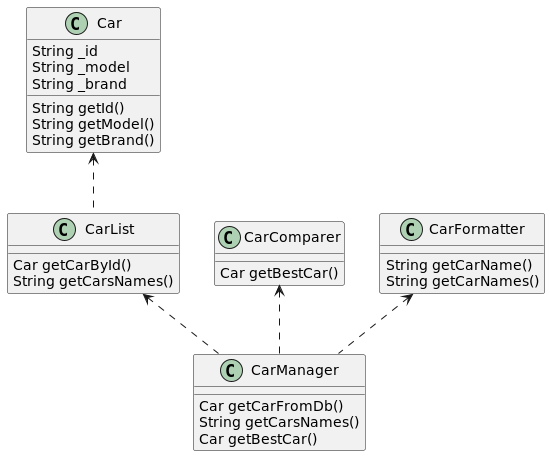 C Car
String _id
String _model
String _brand
String getId()
String getModel()
String getBrand()
C CarList
Car getCarById()
String getCarsNames()
C CarComparer
Car getBestCar()
C CarFormatter
String getCarName()
String getCarNames()
C CarManager
Car getCarFromDb()
String getCarsNames()
Car getBestCar()